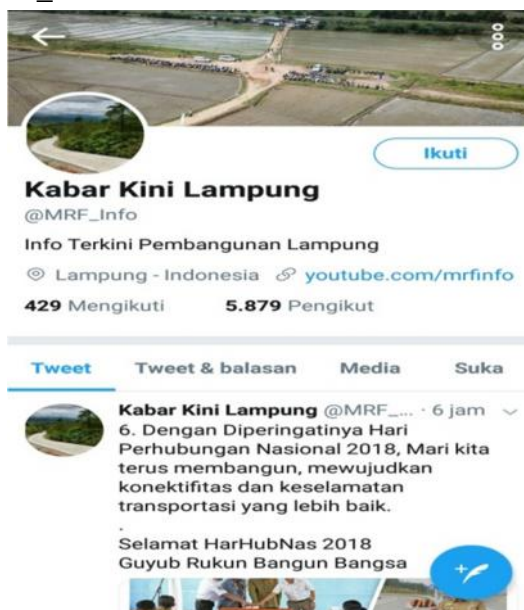 Ikuti
Kabar Kini Lampung
@MRF_Info
Info Terkini Pembangunan Lampung
Lampung - Indonesia youtube.com/mrfinfo
429 Mengikuti 5.879 Pengikut
Tweet Tweet & balasan Media Suka
Kabar Kini Lampung @MRF_... · 6 jam
6. Dengan Diperingatinya Hari
Perhubungan Nasional 2018, Mari kita
terus membangun, mewujudkan
konektifitas dan keselamatan
transportasi yang lebih baik.
.
Selamat HarHubNas 2018
Guyub Rukun Bangun Bangsa